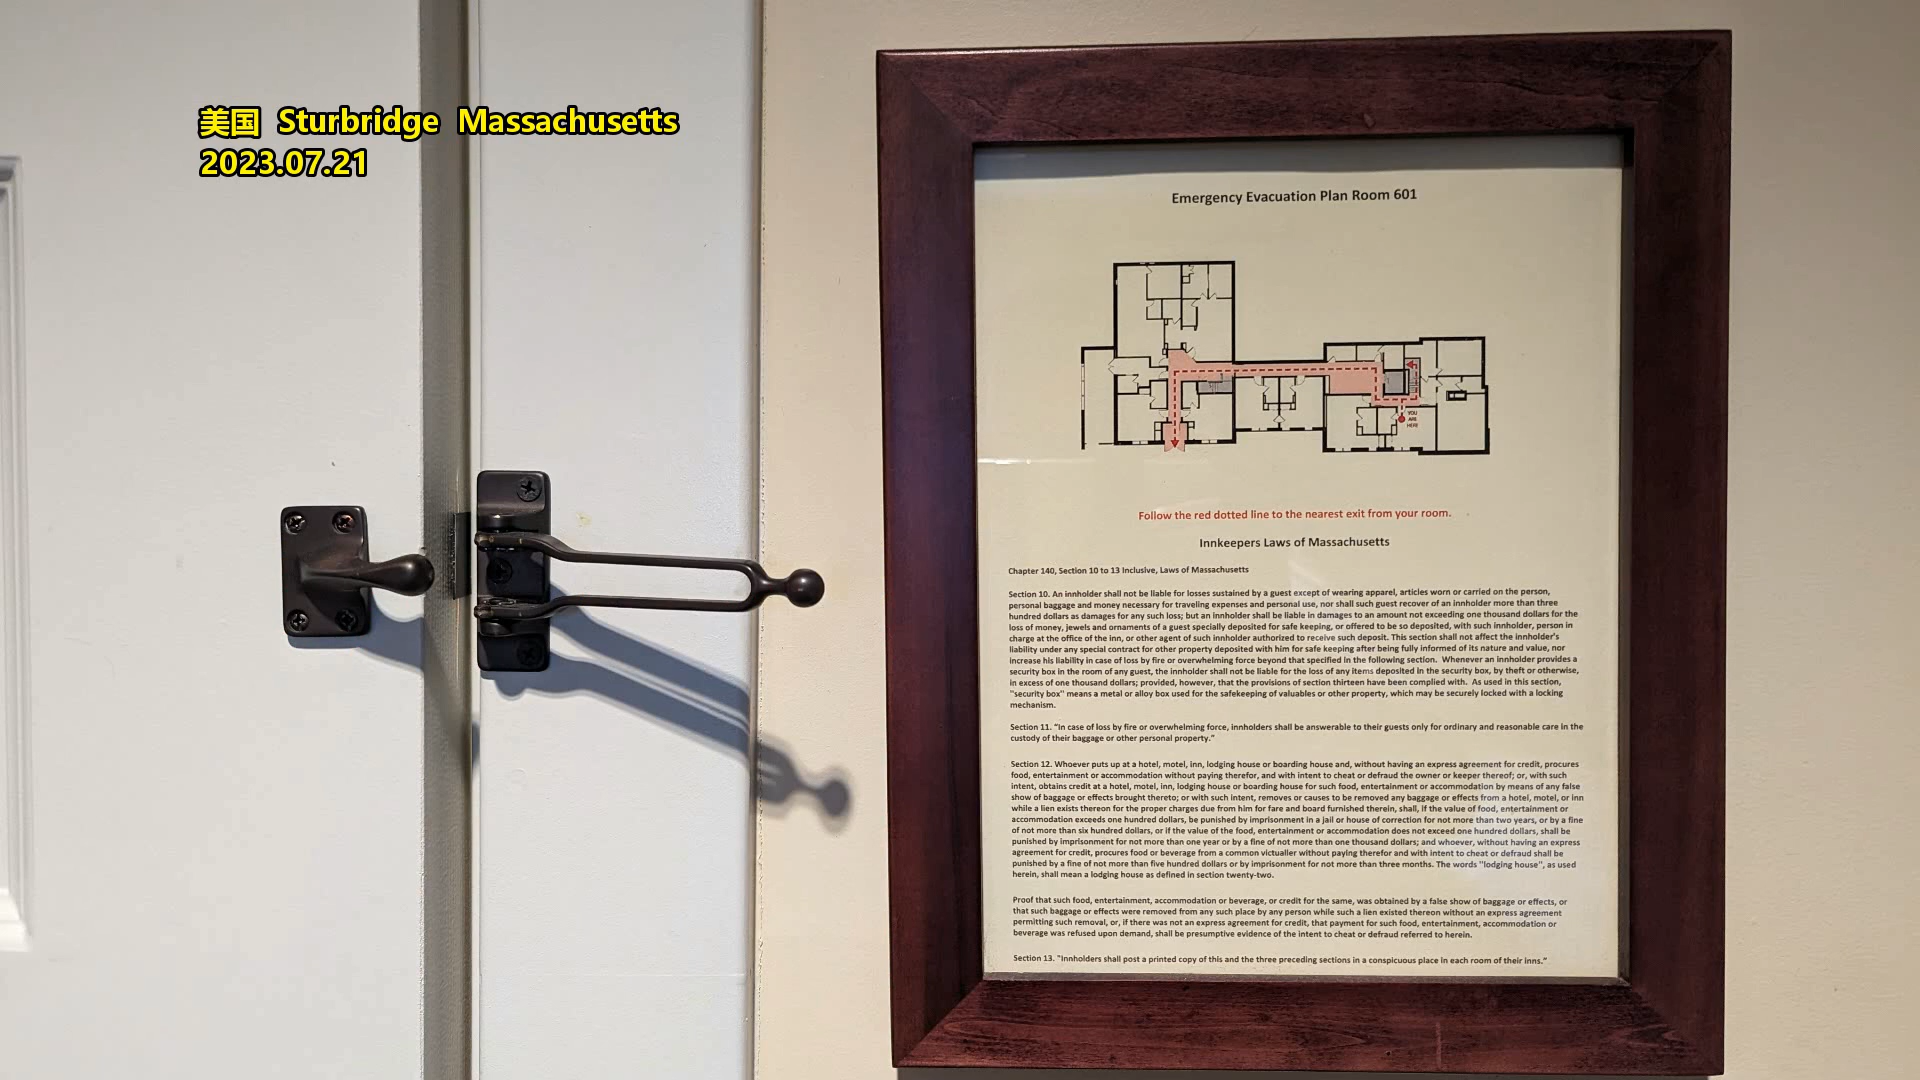 美国 Sturbridge Massachusetts
2023.07.21
Emergency Evacuation Plan Room 601
YOU
ARE
HERE
Follow the red dotted line to the nearest exit from your room.
Innkeepers Laws of Massachusetts
Chapter 140, Section 10 to 13 Inclusive, Laws of Massachusetts
Section 10. An innholder shall not be liable for losses sustained by a guest except of wearing apparel, articles worn or carried on the person,
personal baggage and money necessary for traveling expenses and personal use, nor shall such guest recover of an innholder more than three
hundred dollars as damages for any such loss; but an innholder shall be liable in damages to an amount not exceeding one thousand dollars for the
loss of money, jewels and ornaments of a guest specially deposited for safe keeping, or offered to be so deposited, with such innholder, person in
charge at the office of the inn, or other agent of such innholder authorized to receive such deposit. This section shall not affect the innholder's
liability under any special contract for other property deposited with him for safe keeping after being fully informed of its nature and value, nor
increase his liability in case of loss by fire or overwhelming force beyond that specified in the following section. Whenever an innholder provides a
security box in the room of any guest, the innholder shall not be liable for the loss of any items deposited in the security box, by theft or otherwise,
in excess of one thousand dollars; provided, however, that the provisions of section thirteen have been complied with. As used in this section,
"security box" means a metal or alloy box used for the safekeeping of valuables or other property, which may be securely locked with a locking
mechanism.
Section 11. "In case of loss by fire or overwhelming force, innholders shall be answerable to their guests only for ordinary and reasonable care in the
custody of their baggage or other personal property."
Section 12. Whoever puts up at a hotel, motel, inn, lodging house or boarding house and, without having an express agreement for credit, procures
food, entertainment or accommodation without paying therefor, and with intent to cheat or defraud the owner or keeper thereof; or, with such
intent, obtains credit at a hotel, motel, inn, lodging house or boarding house for such food, entertainment or accommodation by means of any false
show of baggage or effects brought thereto; or with such intent, removes or causes to be removed any baggage or effects from a hotel, motel, or inn
while a lien exists thereon for the proper charges due from him for fare and board furnished therein, shall, if the value of food, entertainment or
accommodation exceeds one hundred dollars, be punished by imprisonment in a jail or house of correction for not more than two years, or by a fine
of not more than six hundred dollars, or if the value of the food, entertainment or accommodation does not exceed one hundred dollars, shall be
punished by imprisonment for not more than one year or by a fine of not more than one thousand dollars; and whoever, without having an express
agreement for credit, procures food or beverage from a common victualler without paying therefor and with intent to cheat or defraud shall be
punished by a fine of not more than five hundred dollars or by imprisonment for not more than three months. The words "lodging house", as used
herein, shall mean a lodging house as defined in section twenty-two.
Proof that such food, entertainment, accommodation or beverage, or credit for the same, was obtained by a false show of baggage or effects, or
that such baggage or effects were removed from any such place by any person while such a lien existed thereon without an express agreement
permitting such removal, or, if there was not an express agreement for credit, that payment for such food, entertainment, accommodation or
beverage was refused upon demand, shall be presumptive evidence of the intent to cheat or defraud referred to herein.
Section 13. "Innholders shall post a printed copy of this and the three preceding sections in a conspicuous place in each room of their inns."